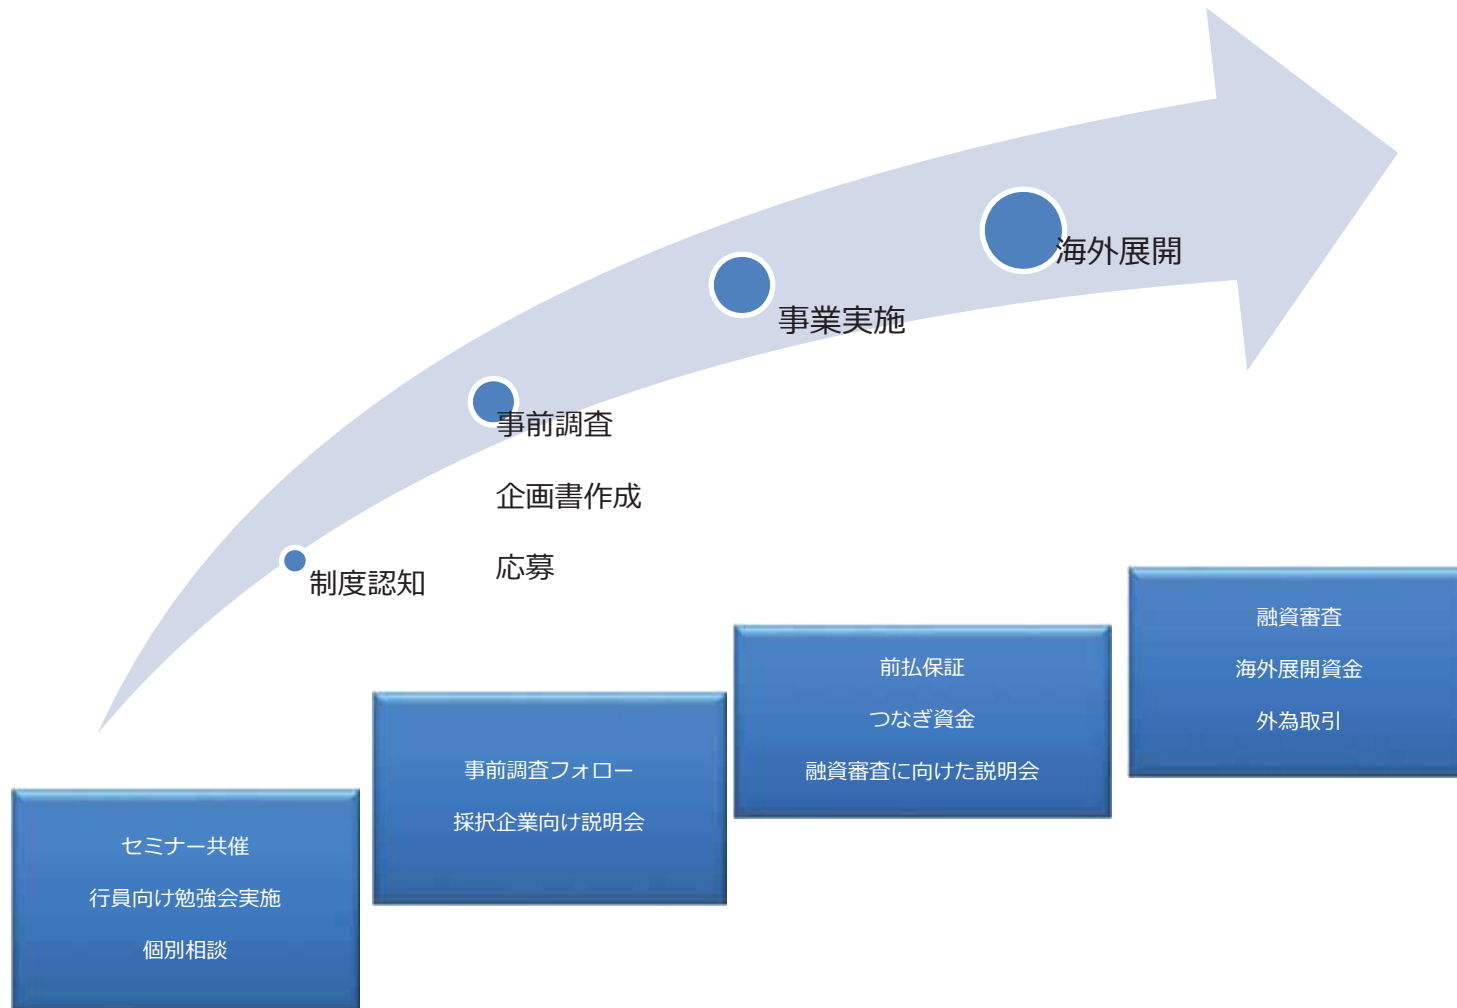 海外展開
事業実施
事前調査
企画書作成
応募
制度認知
セミナー共催
行員向け勉強会実施
個別相談
事前調査フォロー
採択企業向け説明会
前払保証
つなぎ資金
融資審査に向けた説明会
融資審査
海外展開資金
外為取引